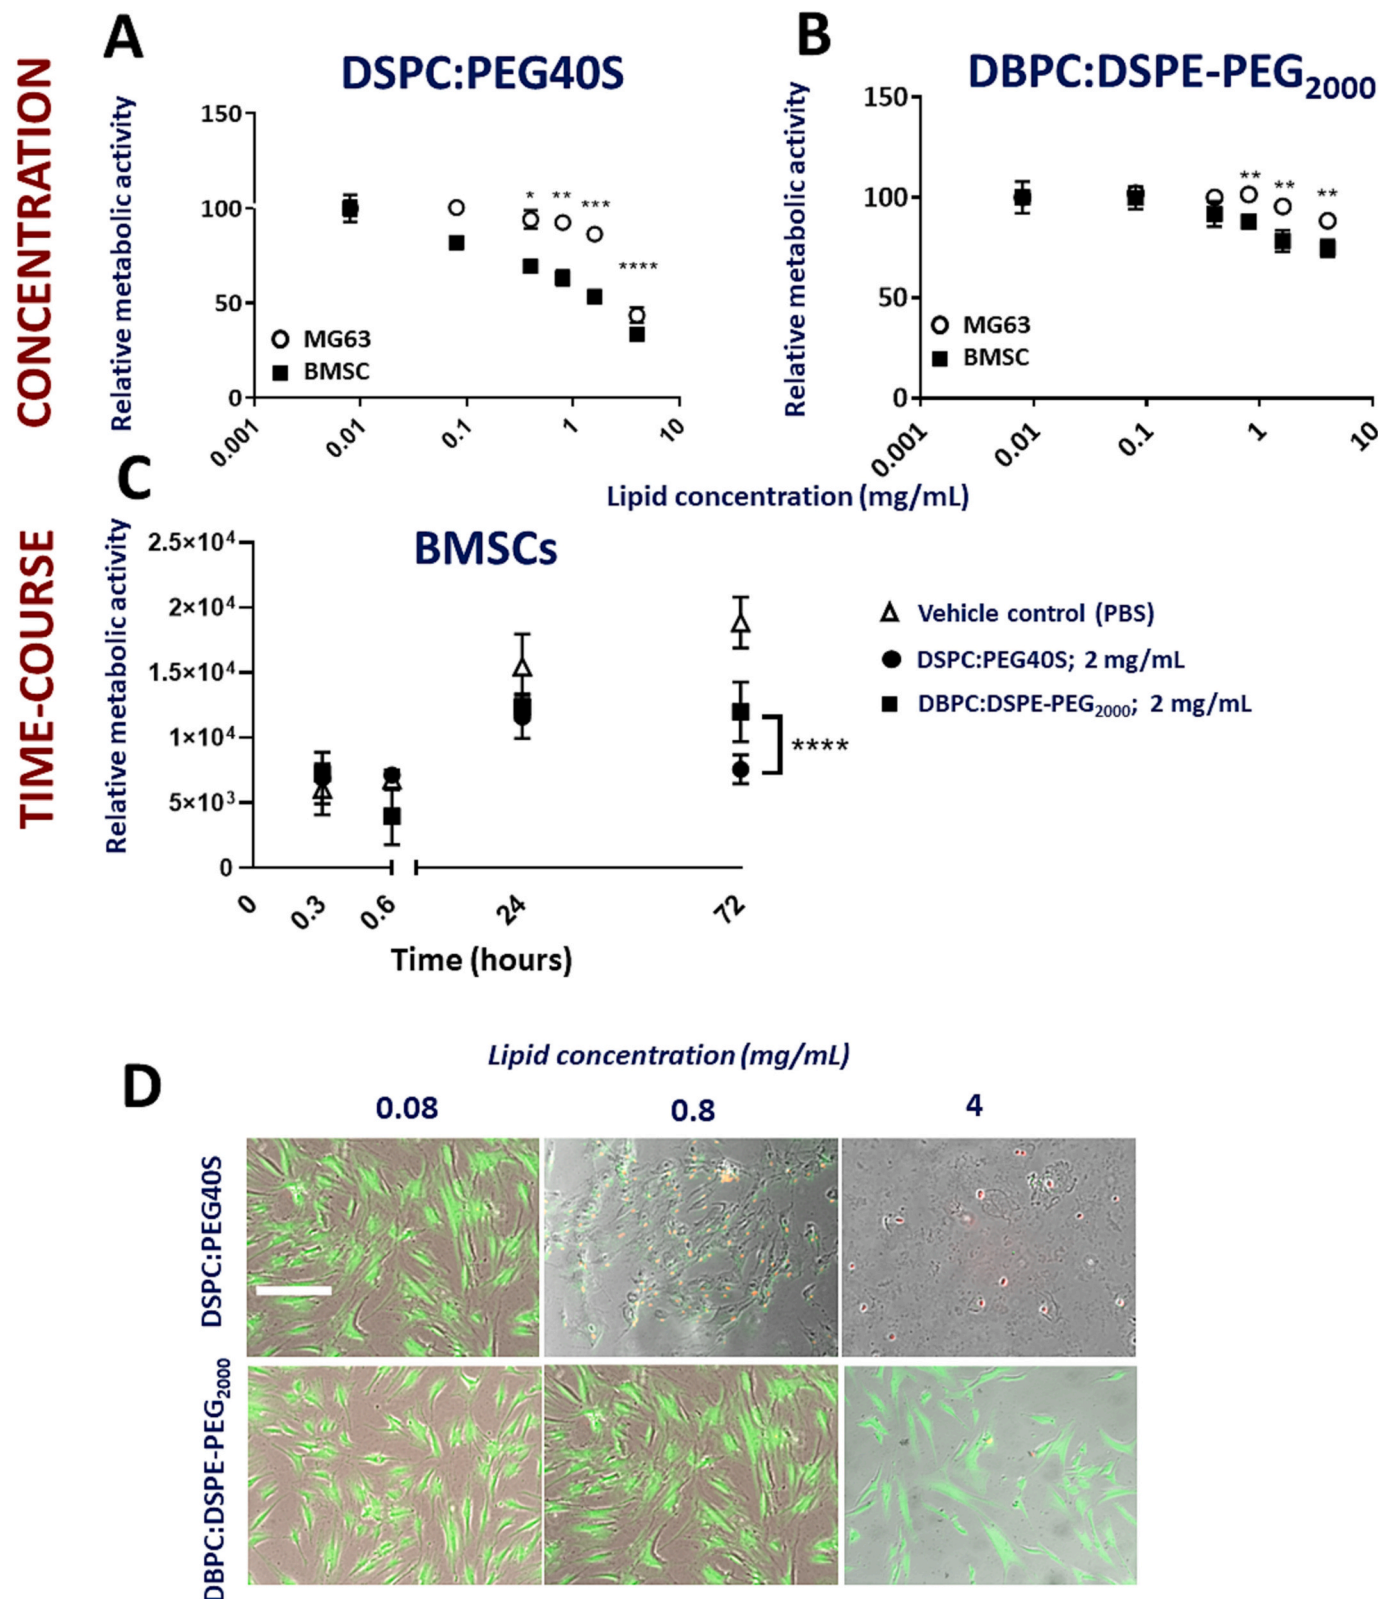 CONCENTRATION
A
DSPC:PEG40S
Relative metabolic activity
150
100
50
0
* ** ***
****
MG63
BMSC
0.001 0.01 0.1 1 10
B
DBPC:DSPE-PEG2000
Relative metabolic activity
150
100
50
0
** ** **
MG63
BMSC
0.001 0.01 0.1 1 10
Lipid concentration (mg/mL)
TIME-COURSE
C
BMSCs
Relative metabolic activity
2.5×10⁴
2×10⁴
1.5×10⁴
1×10⁴
5×10³
0
****
0 0.3 0.6 24 72
Time (hours)
Vehicle control (PBS)
DSPC:PEG40S; 2 mg/mL
DBPC:DSPE-PEG2000; 2 mg/mL
D
Lipid concentration (mg/mL)
0.08 0.8 4
DSPC:PEG40S
DBPC:DSPE-PEG2000